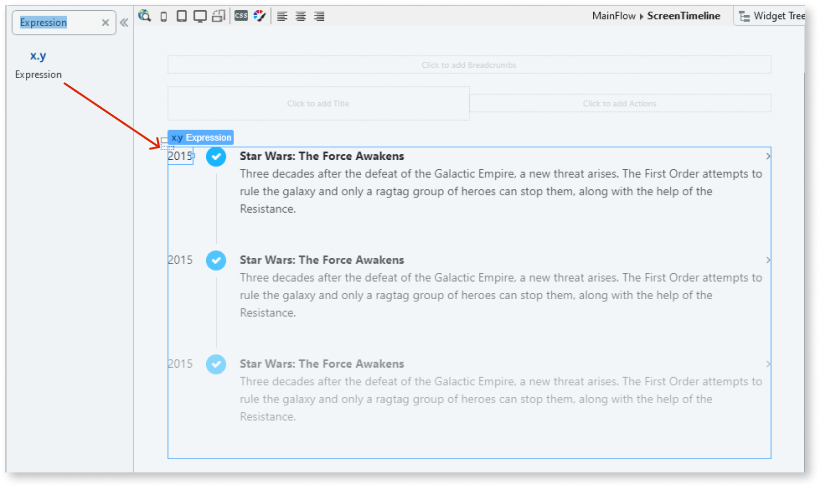 Expression
x.y
Expression
CSS
MainFlow ▸ ScreenTimeline
Widget Tree
Click to add Breadcrumbs
Click to add Title
Click to add Actions
x.y Expression
2015
Star Wars: The Force Awakens
Three decades after the defeat of the Galactic Empire, a new threat arises. The First Order attempts to
rule the galaxy and only a ragtag group of heroes can stop them, along with the help of the
Resistance.
2015
Star Wars: The Force Awakens
Three decades after the defeat of the Galactic Empire, a new threat arises. The First Order attempts to
rule the galaxy and only a ragtag group of heroes can stop them, along with the help of the
Resistance.
2015
Star Wars: The Force Awakens
Three decades after the defeat of the Galactic Empire, a new threat arises. The First Order attempts to
rule the galaxy and only a ragtag group of heroes can stop them, along with the help of the
Resistance.